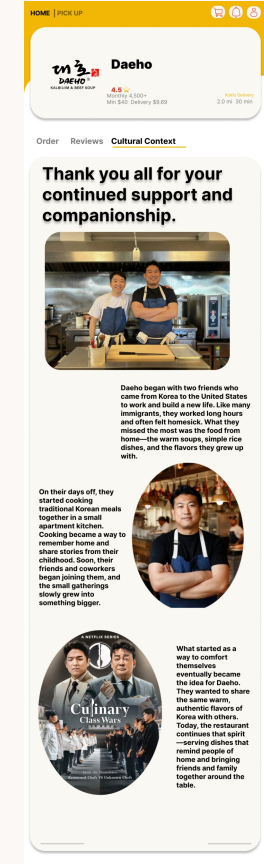 HOME | PICK UP
대호
DAEHO
KALBIJJIM & BEEF SOUP
Daeho
4.5
Monthly 4,500+
Min $40 Delivery $9.69
2.0 mi 30 min
Order Reviews Cultural Context
Thank you all for your
continued support and
companionship.
Daeho began with two friends who
came from Korea to the United States
to work and build a new life. Like many
immigrants, they worked long hours
and often felt homesick. What they
missed the most was the food from
home—the warm soups, simple rice
dishes, and the flavors they grew up
with.
On their days off, they
started cooking
traditional Korean meals
together in a small
apartment kitchen.
Cooking became a way to
remember home and
share stories from their
childhood. Soon, their
friends and coworkers
began joining them, and
the small gatherings
slowly grew into
something bigger.
A NETFLIX SERIES
Culinary
Class Wars
What started as a
way to comfort
themselves
eventually became
the idea for Daeho.
They wanted to share
the same warm,
authentic flavors of
Korea with others.
Today, the restaurant
continues that spirit
—serving dishes that
remind people of
home and bringing
friends and family
together around the
table.